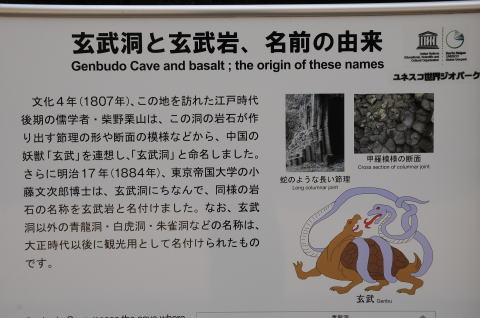 玄武洞と玄武岩、名前の由来
Genbudo Cave and basalt ; the origin of these names
United Nations
Educational, Scientific and
Cultural Organization
UNESCO
Global Geopark
ユネスコ世界ジオパーク
文化4年(1807年)、この地を訪れた江戸時代
後期の儒学者・柴野栗山は、この洞の岩石が作
り出す節理の形や断面の模様などから、中国の
妖獣「玄武」を連想し、「玄武洞」と命名しました。
さらに明治17年(1884年)、東京帝国大学の小
藤文次郎博士は、玄武洞にちなんで、同様の岩
石の名称を玄武岩と名付けました。なお、玄武
洞以外の青龍洞・白虎洞・朱雀洞などの名称は、
大正時代以後に観光用として名付けられたもの
です。
蛇のような長い節理
Long columnar joint
甲羅模様の断面
Cross section of columnar joint
玄武 Genbu